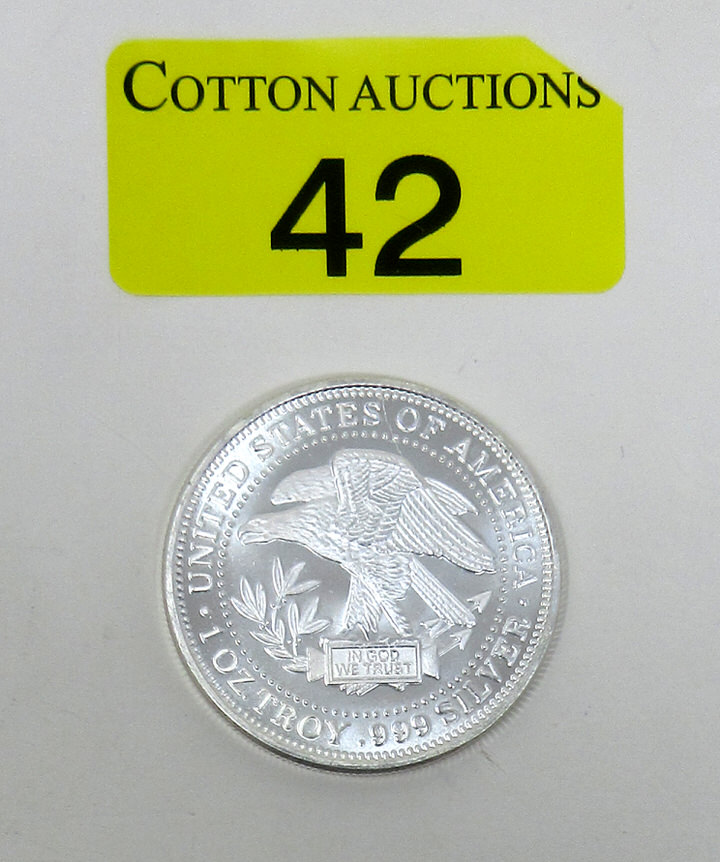 COTTON AUCTIONS
42
UNITED STATES OF AMERICA
IN GOD
WE TRUST
1 OZ TROY .999 SILVER